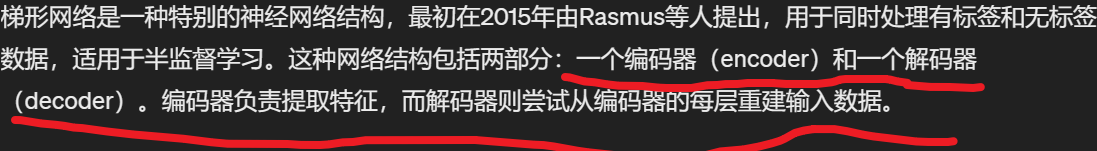 梯形网络是一种特别的神经网络结构，最初在2015年由Rasmus等人提出，用于同时处理有标签和无标签
数据，适用于半监督学习。这种网络结构包括两部分：一个编码器（encoder）和一个解码器
（decoder）。编码器负责提取特征，而解码器则尝试从编码器的每层重建输入数据。